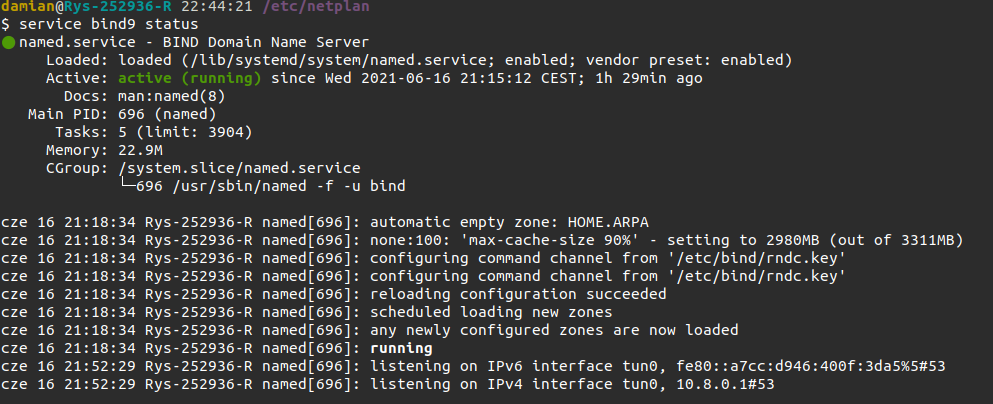 damian@Rys-252936-R 22:44:21 /etc/netplan
$ service bind9 status
● named.service - BIND Domain Name Server
Loaded: loaded (/lib/systemd/system/named.service; enabled; vendor preset: enabled)
Active: active (running) since Wed 2021-06-16 21:15:12 CEST; 1h 29min ago
Docs: man:named(8)
Main PID: 696 (named)
Tasks: 5 (limit: 3904)
Memory: 22.9M
CGroup: /system.slice/named.service
└─696 /usr/sbin/named -f -u bind
cze 16 21:18:34 Rys-252936-R named[696]: automatic empty zone: HOME.ARPA
cze 16 21:18:34 Rys-252936-R named[696]: none:100: 'max-cache-size 90%' - setting to 2980MB (out of 3311MB)
cze 16 21:18:34 Rys-252936-R named[696]: configuring command channel from '/etc/bind/rndc.key'
cze 16 21:18:34 Rys-252936-R named[696]: configuring command channel from '/etc/bind/rndc.key'
cze 16 21:18:34 Rys-252936-R named[696]: reloading configuration succeeded
cze 16 21:18:34 Rys-252936-R named[696]: scheduled loading new zones
cze 16 21:18:34 Rys-252936-R named[696]: any newly configured zones are now loaded
cze 16 21:18:34 Rys-252936-R named[696]: running
cze 16 21:52:29 Rys-252936-R named[696]: listening on IPv6 interface tun0, fe80::a7cc:d946:400f:3da5%5#53
cze 16 21:52:29 Rys-252936-R named[696]: listening on IPv4 interface tun0, 10.8.0.1#53